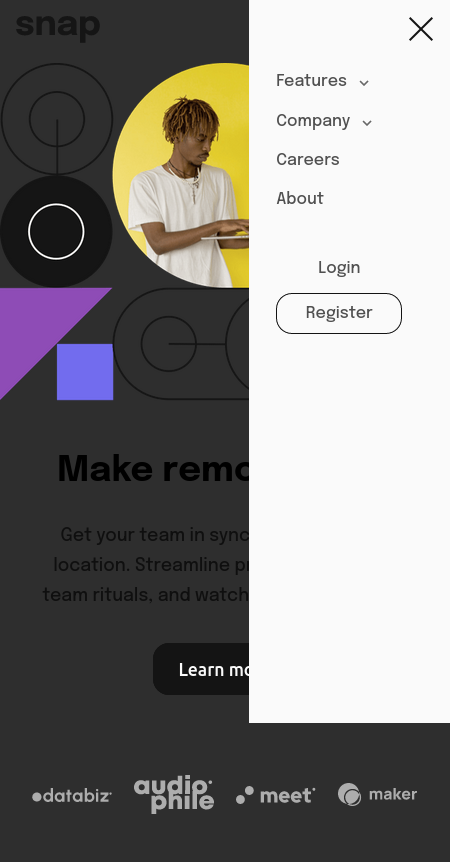 snap
Features
Company
Careers
About
Login
Register
Make remo
Get your team in sync
location. Streamline pr
team rituals, and watch
Learn mo
databiz
audio
phile
meet
maker